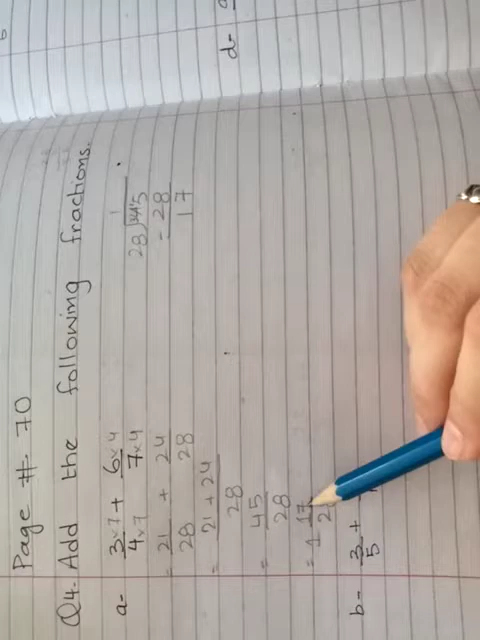 Page # 70
Q4. Add the following fractions.
a- 3×7/4×7 + 6×4/7×4
= 21/28 + 24/28
= 21+24/28
= 45/28
= 1 17/2
1
28)45
- 28
17
b- 3/5 +
d-